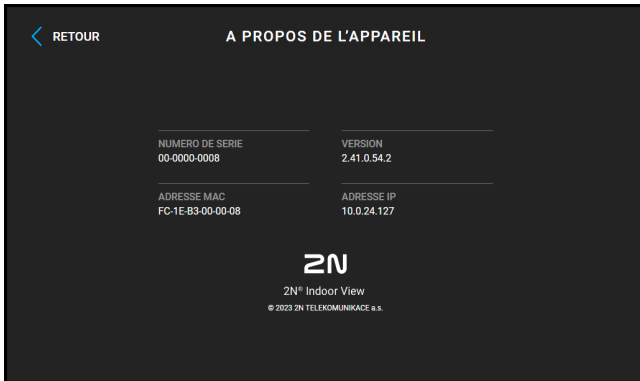 RETOUR
A PROPOS DE L'APPAREIL
NUMERO DE SERIE
00-0000-0008
VERSION
2.41.0.54.2
ADRESSE MAC
FC-1E-B3-00-00-08
ADRESSE IP
10.0.24.127
2N
2N® Indoor View
© 2023 2N TELEKOMUNIKACE a.s.